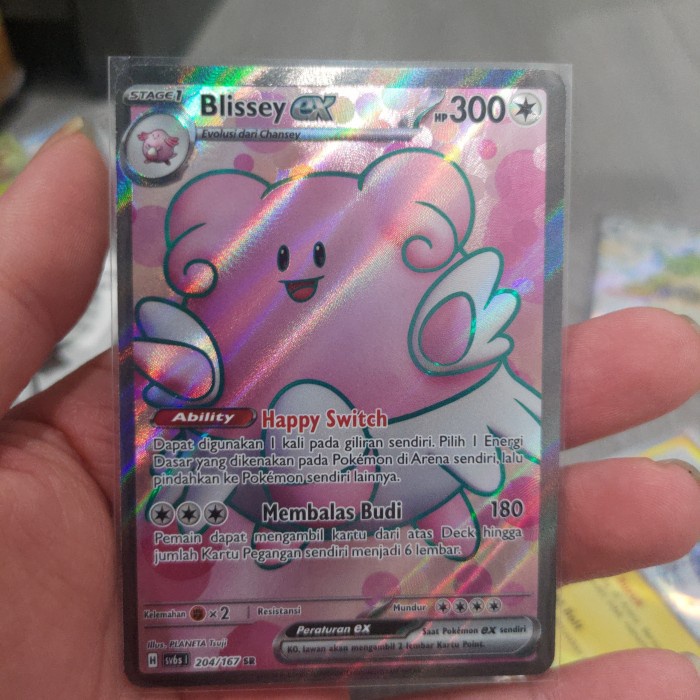 STAGE 1
Blissey ex
HP 300
Evolusi dari Chansey
Ability Happy Switch
Dapat digunakan 1 kali pada giliran sendiri. Pilih 1 Energi
Dasar yang dikenakan pada Pokémon di Arena sendiri, lalu
pindahkan ke Pokémon sendiri lainnya.
Membalas Budi 180
Pemain dapat mengambil kartu dari atas Deck hingga
jumlah Kartu Pegangan sendiri menjadi 6 lembar.
Kelemahan ×2 Resistansi Mundur
Peraturan ex Saat Pokémon ex sendiri
KO, lawan akan mengambil 2 lembar Kartu Point.
Illus. PLANETA Tsuji
H sv6s I 204/167 SR